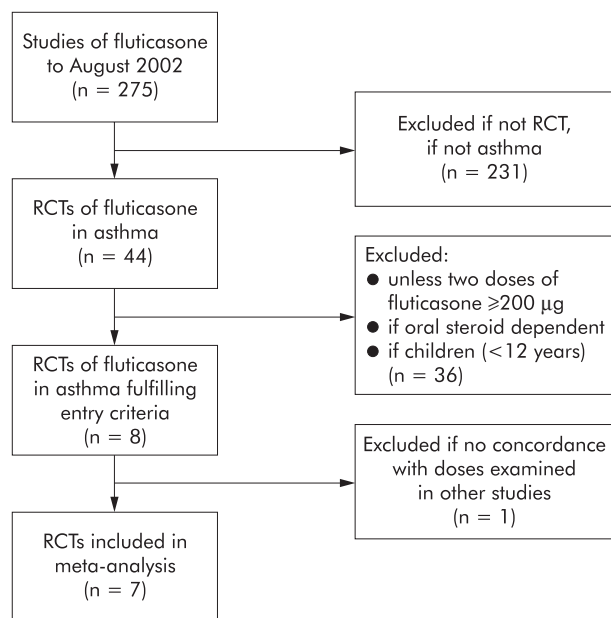 Studies of fluticasone
to August 2002
(n = 275)
Excluded if not RCT,
if not asthma
(n = 231)
RCTs of fluticasone
in asthma
(n = 44)
Excluded:
● unless two doses of
fluticasone ⩾200 µg
● if oral steroid dependent
● if children (<12 years)
(n = 36)
RCTs of fluticasone
in asthma fulfilling
entry criteria
(n = 8)
Excluded if no concordance
with doses examined
in other studies
(n = 1)
RCTs included in
meta-analysis
(n = 7)